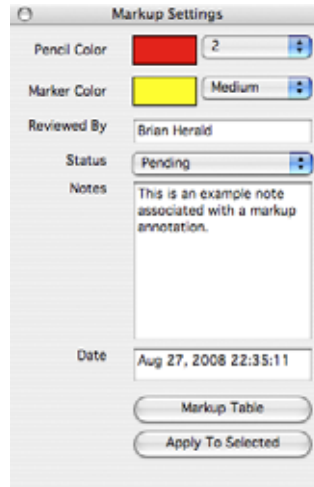 Markup Settings
Pencil Color 2
Marker Color Medium
Reviewed By Brian Herald
Status Pending
Notes This is an example note
associated with a markup
annotation.
Date Aug 27, 2008 22:35:11
Markup Table
Apply To Selected